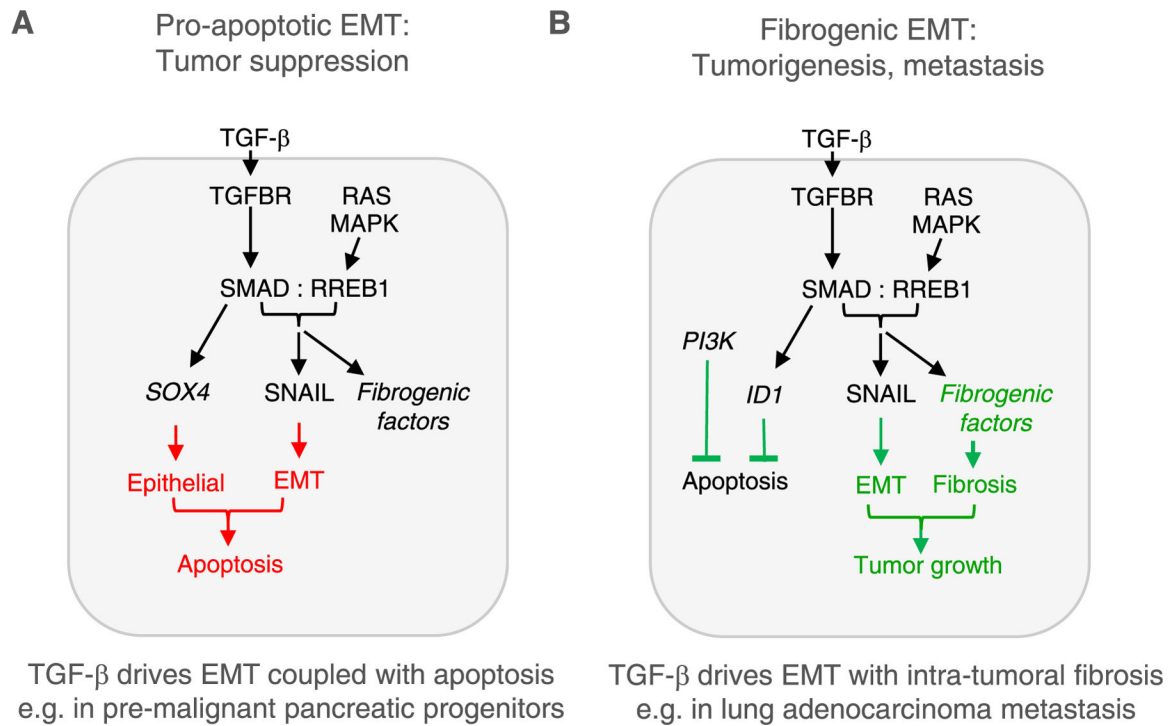 A
Pro-apoptotic EMT:
Tumor suppression
TGF-β
TGFBR
RAS
MAPK
SMAD : RREB1
SOX4
SNAIL
Fibrogenic
factors
Epithelial
EMT
Apoptosis
TGF-β drives EMT coupled with apoptosis
e.g. in pre-malignant pancreatic progenitors
B
Fibrogenic EMT:
Tumorigenesis, metastasis
TGF-β
TGFBR
RAS
MAPK
SMAD : RREB1
PI3K
ID1
SNAIL
Fibrogenic
factors
Apoptosis
EMT
Fibrosis
Tumor growth
TGF-β drives EMT with intra-tumoral fibrosis
e.g. in lung adenocarcinoma metastasis